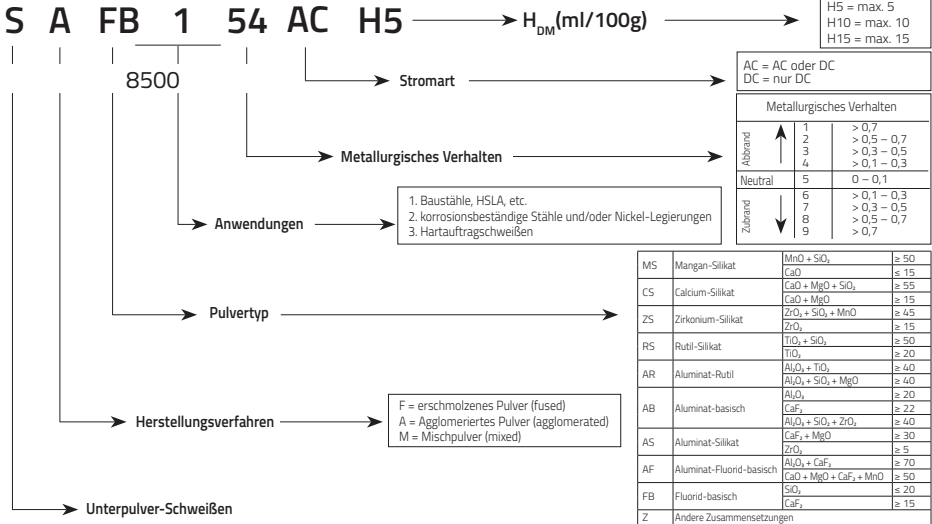 S A FB 1 54 AC H5
H_DM(ml/100g)
H5 = max. 5
H10 = max. 10
H15 = max. 15
8500
Stromart
AC = AC oder DC
DC = nur DC
Metallurgisches Verhalten
Metallurgisches Verhalten
Abbrand
1 > 0,7
2 > 0,5 – 0,7
3 > 0,3 – 0,5
4 > 0,1 – 0,3
Neutral 5 0 – 0,1
Zubrand
6 > 0,1 – 0,3
7 > 0,3 – 0,5
8 > 0,5 – 0,7
9 > 0,7
Anwendungen
1. Baustähle, HSLA, etc.
2. korrosionsbeständige Stähle und/oder Nickel-Legierungen
3. Hartauftragschweißen
Pulvertyp
MS Mangan-Silikat MnO + SiO₂ ≥ 50
CaO ≤ 15
CS Calcium-Silikat CaO + MgO + SiO₂ ≥ 55
CaO + MgO ≥ 15
ZS Zirkonium-Silikat ZrO₂ + SiO₂ + MnO ≥ 45
ZrO₂ ≥ 15
RS Rutil-Silikat TiO₂ + SiO₂ ≥ 50
TiO₂ ≥ 20
AR Aluminat-Rutil Al₂O₃ + TiO₂ ≥ 40
Al₂O₃ + SiO₂ + MgO ≥ 40
AB Aluminat-basisch Al₂O₃ ≥ 20
CaF₂ ≥ 22
Al₂O₃ + SiO₂ + ZrO₂ ≥ 40
AS Aluminat-Silikat CaF₂ + MgO ≥ 30
ZrO₂ ≥ 5
AF Aluminat-Fluorid-basisch Al₂O₃ + CaF₂ ≥ 70
CaO + MgO + CaF₂ + MnO ≥ 50
FB Fluorid-basisch SiO₂ ≤ 20
CaF₂ ≥ 15
Z Andere Zusammensetzungen
Herstellungsverfahren
F = erschmolzenes Pulver (fused)
A = Agglomeriertes Pulver (agglomerated)
M = Mischpulver (mixed)
Unterpulver-Schweißen